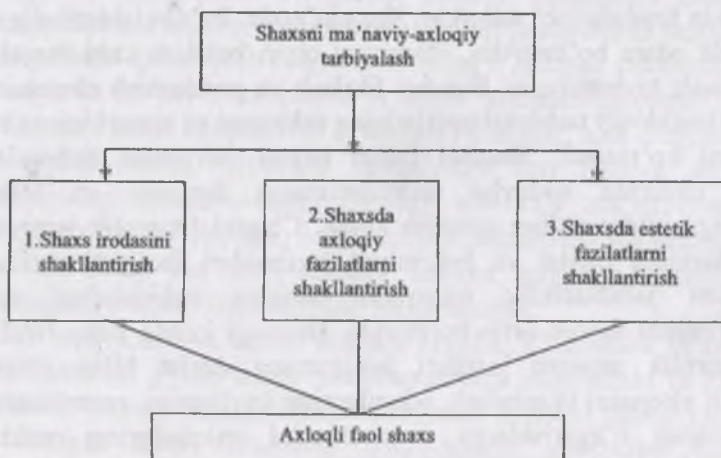 Shaxsni ma’naviy-axloqiy
tarbiyalash
1.Shaxs irodasini
shakllantirish
2.Shaxsda
axloqiy
fazilatlarni
shakllantirish
3.Shaxsda estetik
fazilatlarni
shakllantirish
Axloqli faol shaxs